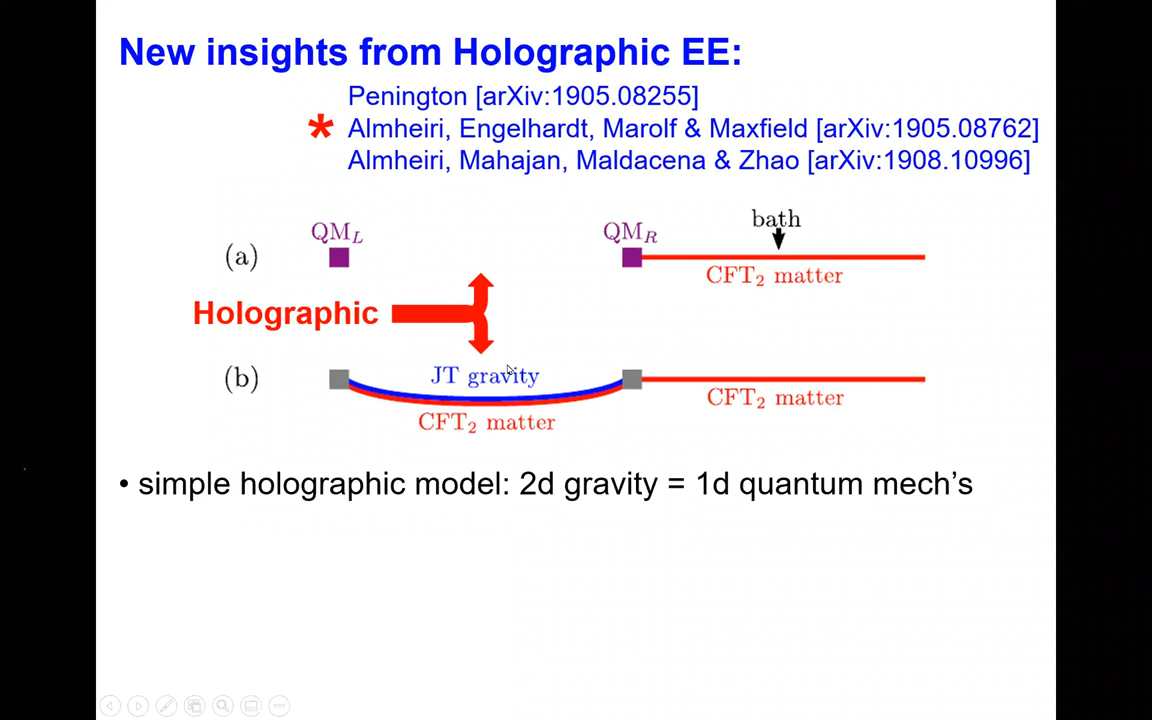 New insights from Holographic EE:
Penington [arXiv:1905.08255]
* Almheiri, Engelhardt, Marolf & Maxfield [arXiv:1905.08762]
Almheiri, Mahajan, Maldacena & Zhao [arXiv:1908.10996]
bath
QM_L QM_R
(a)
CFT₂ matter
Holographic
(b) JT gravity
CFT₂ matter
CFT₂ matter
• simple holographic model: 2d gravity = 1d quantum mech’s